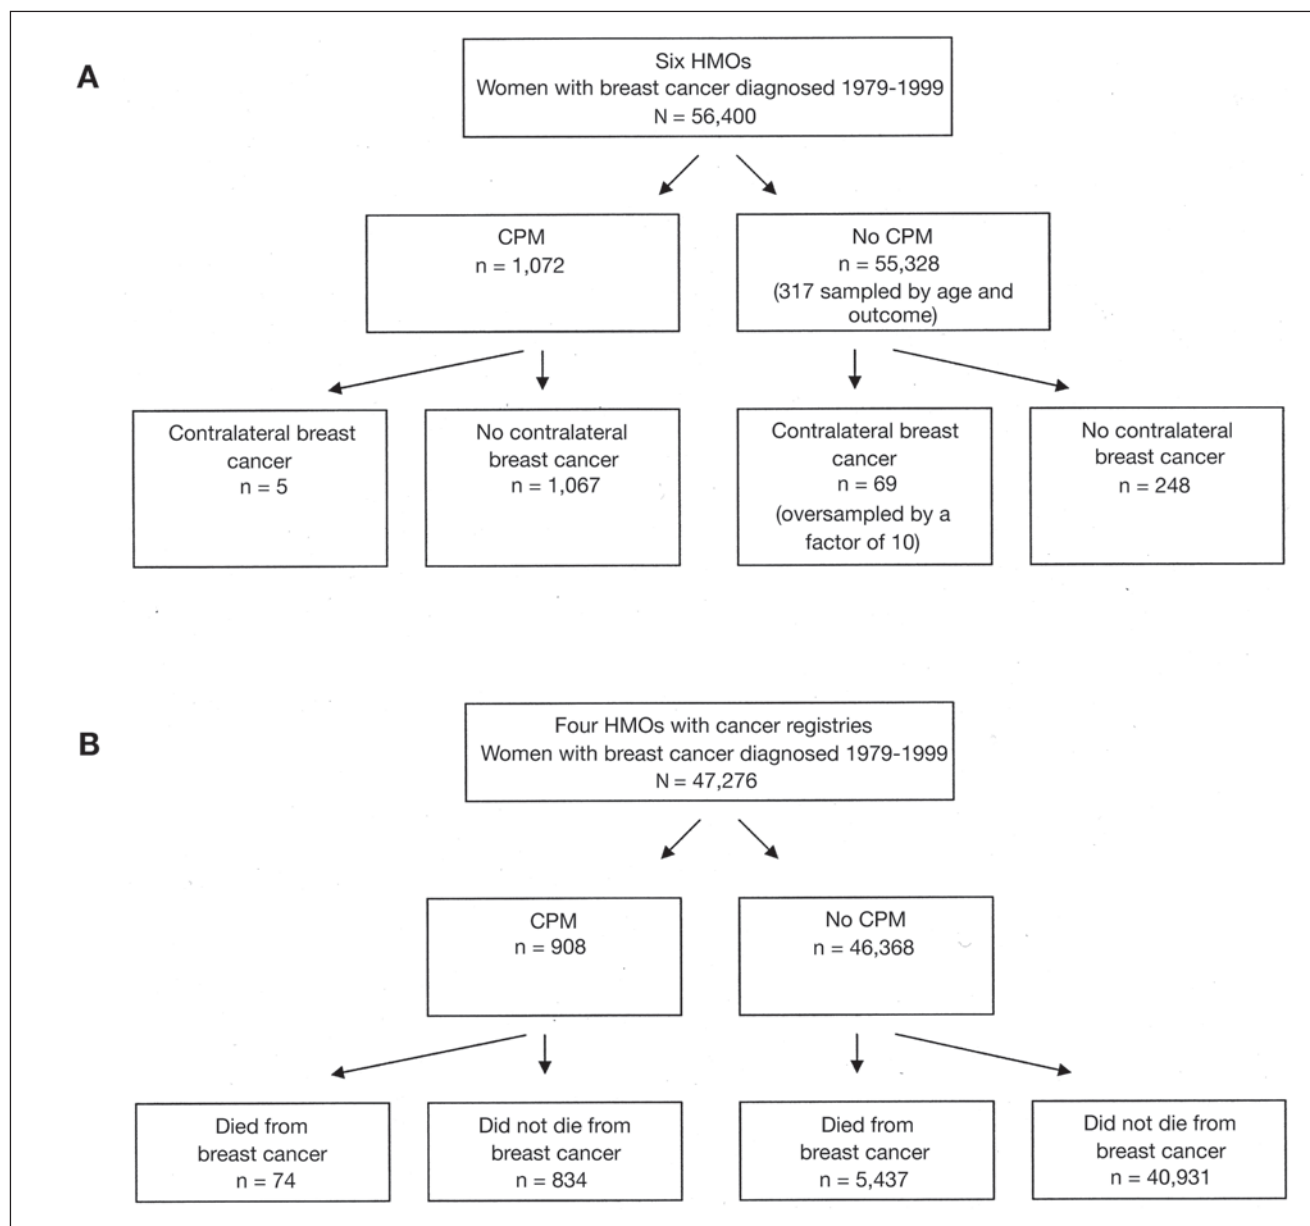 A
Six HMOs
Women with breast cancer diagnosed 1979-1999
N = 56,400
CPM
n = 1,072
No CPM
n = 55,328
(317 sampled by age and
outcome)
Contralateral breast
cancer
n = 5
No contralateral
breast cancer
n = 1,067
Contralateral breast
cancer
n = 69
(oversampled by a
factor of 10)
No contralateral
breast cancer
n = 248
B
Four HMOs with cancer registries
Women with breast cancer diagnosed 1979-1999
N = 47,276
CPM
n = 908
No CPM
n = 46,368
Died from
breast cancer
n = 74
Did not die from
breast cancer
n = 834
Died from
breast cancer
n = 5,437
Did not die from
breast cancer
n = 40,931